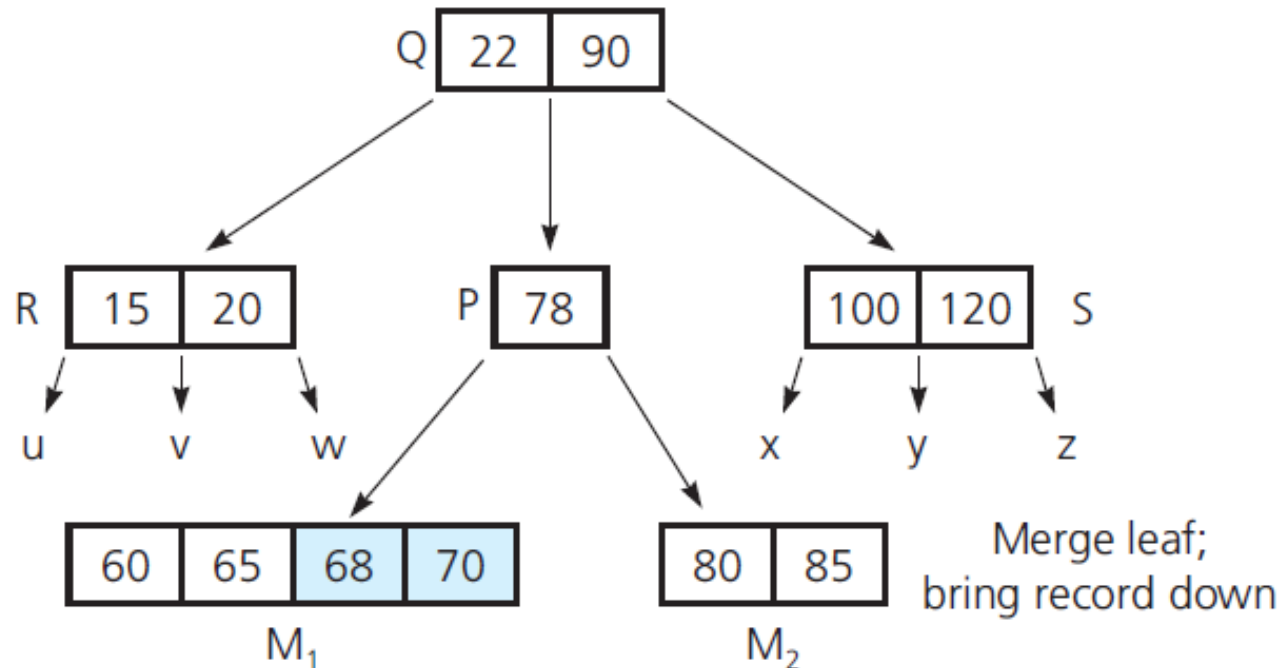 Q 22 90
R 15 20 P 78 100 120 S
u v w x y z
60 65 68 70 80 85 Merge leaf;
bring record down
M1 M2